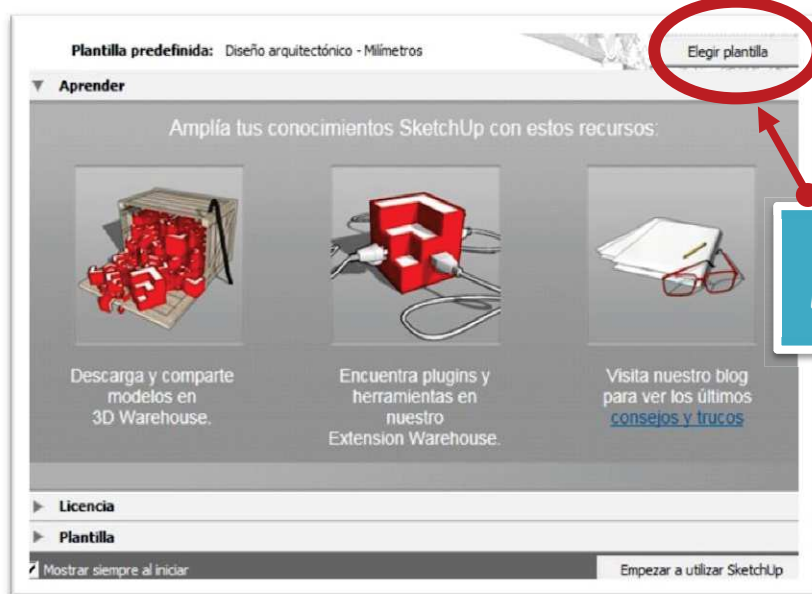 Plantilla predefinida: Diseño arquitectónico - Milímetros
Elegir plantilla
Aprender
Amplía tus conocimientos SketchUp con estos recursos:
Descarga y comparte
modelos en
3D Warehouse.
Encuentra plugins y
herramientas en
nuestro
Extension Warehouse.
Visita nuestro blog
para ver los últimos
consejos y trucos
Licencia
Plantilla
Mostrar siempre al iniciar
Empezar a utilizar SketchUp